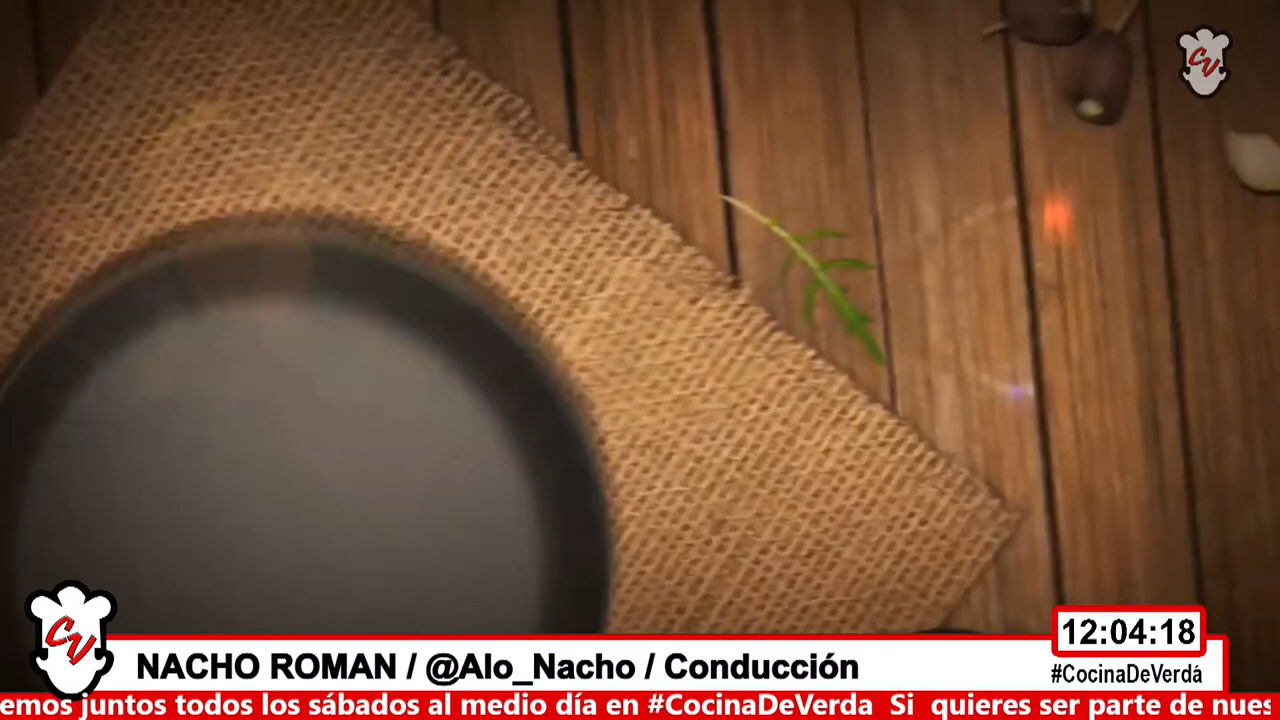 CV
CV
12:04:18
NACHO ROMAN / @Alo_Nacho / Conducción
#CocinaDeVerdá
emos juntos todos los sábados al medio día en #CocinaDeVerda Si quieres ser parte de nues